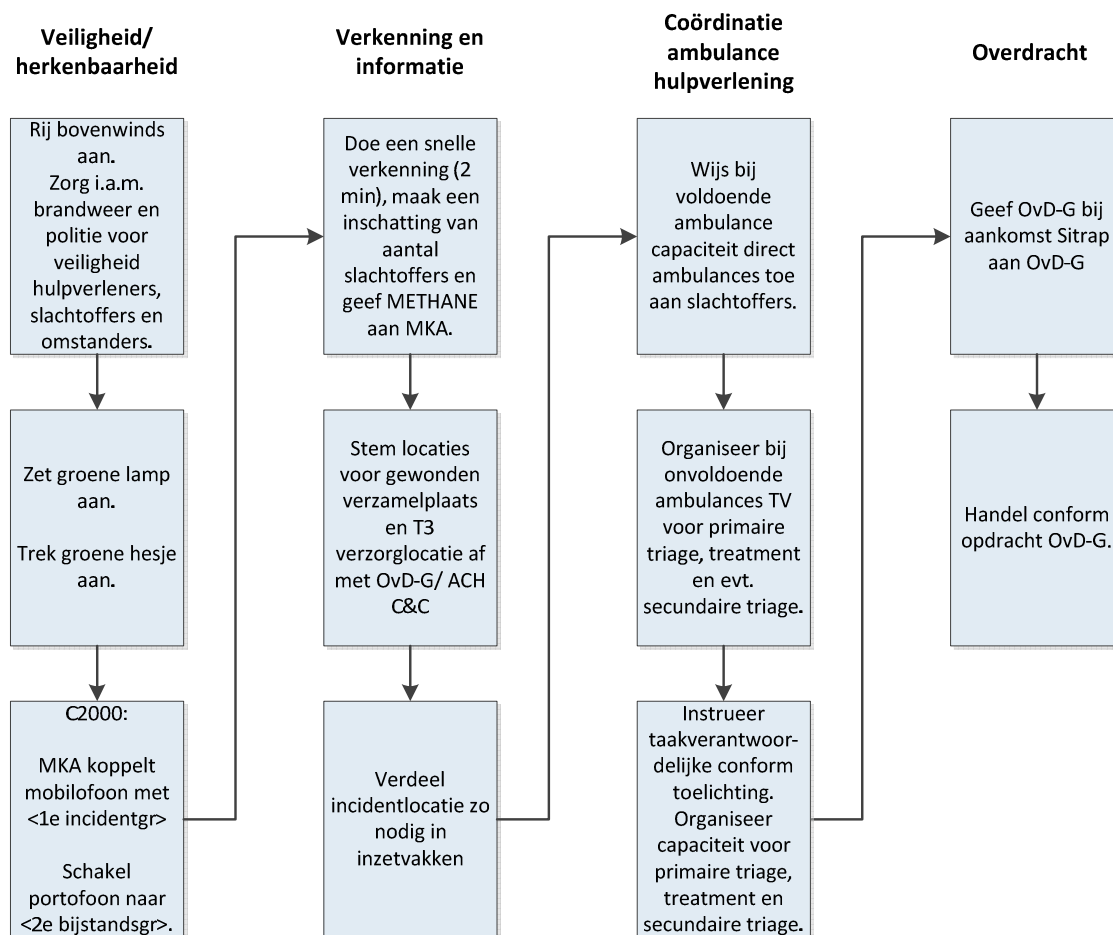 Veiligheid/
herkenbaarheid
Rij bovenwinds
aan.
Zorg i.a.m.
brandweer en
politie voor
veiligheid
hulpverleners,
slachtoffers en
omstanders.
Zet groene lamp
aan.
Trek groene hesje
aan.
C2000:
MKA koppelt
mobilofoon met
<1e incidentgr>
Schakel
portofoon naar
<2e bijstandsgr>.
Verkenning en
informatie
Doe een snelle
verkenning (2
min), maak een
inschatting van
aantal
slachtoffers en
geef METHANE
aan MKA.
Stem locaties
voor gewonden
verzamelplaats
en T3
verzorglocatie af
met OvD-G/ ACH
C&C
Verdeel
incidentlocatie zo
nodig in
inzetvakken
Coördinatie
ambulance
hulpverlening
Wijs bij
voldoende
ambulance
capaciteit direct
ambulances toe
aan slachtoffers.
Organiseer bij
onvoldoende
ambulances TV
voor primaire
triage, treatment
en evt.
secundaire triage.
Instrueer
taakverantwoor-
delijke conform
toelichting.
Organiseer
capaciteit voor
primaire triage,
treatment en
secundaire triage.
Overdracht
Geef OvD-G bij
aankomst Sitrap
aan OvD-G
Handel conform
opdracht OvD-G.